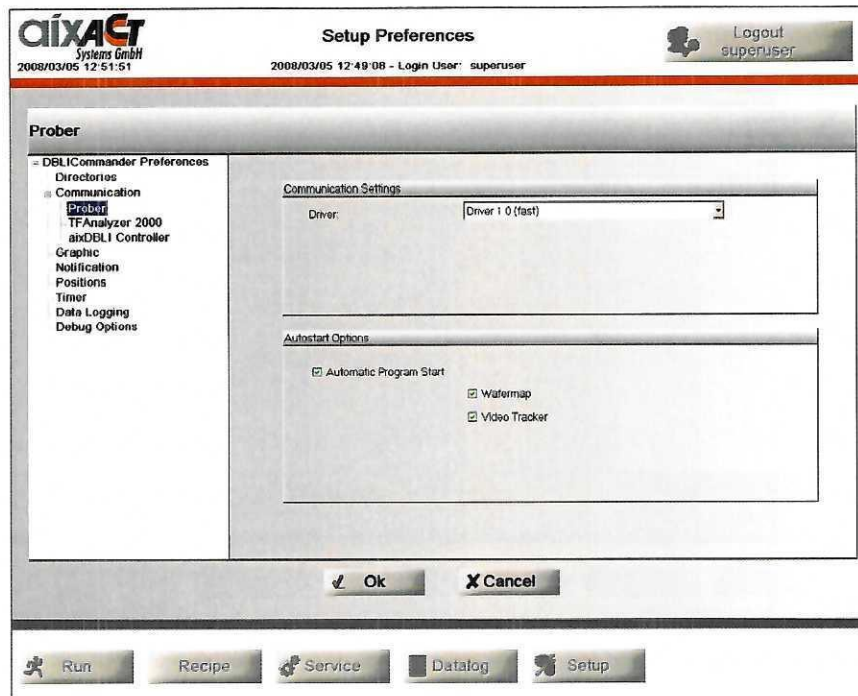 aixACCT
Systems GmbH
2008/03/05 12:51:51
Setup Preferences
2008/03/05 12:49:08 - Login User: superuser
Logout
superuser
Prober
DBLICommander Preferences
Directories
Communication
Prober
TFAnalyzer 2000
aixDBLI Controller
Graphic
Notification
Positions
Timer
Data Logging
Debug Options
Communication Settings
Driver:
Driver 1.0 (fast)
Autostart Options
Automatic Program Start
Wafermap
Video Tracker
Ok
Cancel
Run
Recipe
Service
Datalog
Setup